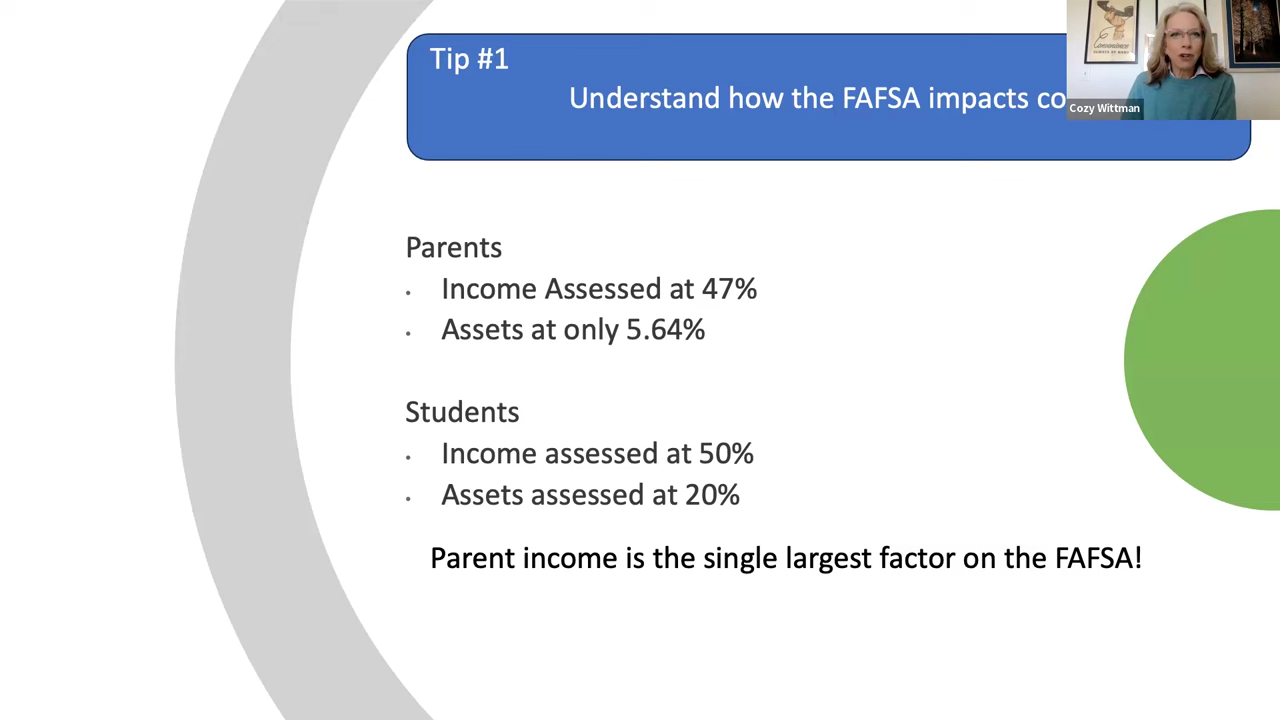 Tip #1
Understand how the FAFSA impacts co
Cozy Wittman
Parents
• Income Assessed at 47%
• Assets at only 5.64%
Students
• Income assessed at 50%
• Assets assessed at 20%
Parent income is the single largest factor on the FAFSA!